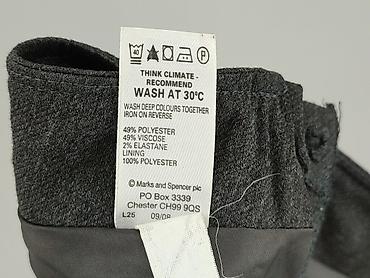 40 P
THINK CLIMATE -
RECOMMEND
WASH AT 30°C
WASH DEEP COLOURS TOGETHER
IRON ON REVERSE
49% POLYESTER
49% VISCOSE
2% ELASTANE
LINING
100% POLYESTER
© Marks and Spencer plc
PO Box 3339
Chester CH99 9QS
L25 09/08